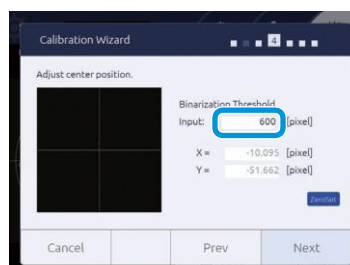 Calibration Wizard
4
Adjust center position.
Binarization Threshold
Input: 600 [pixel]
X = -10.095 [pixel]
Y = -51.662 [pixel]
ZeroSet
Cancel Prev Next